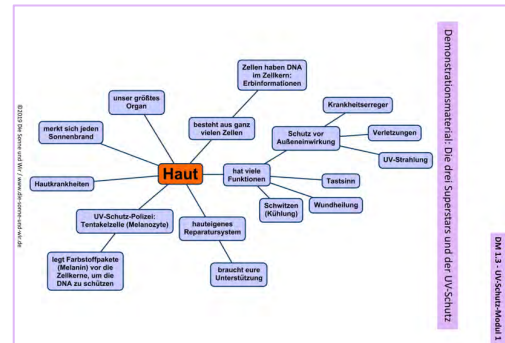 Demonstrationsmaterial: Die drei Superstars und der UV-Schutz
DM 1.3 - UV-Schutz-Modul 1
Haut
Zellen haben DNA
im Zellkern:
Erbinformationen
besteht aus ganz
vielen Zellen
unser größtes
Organ
merkt sich jeden
Sonnenbrand
Hautkrankheiten
UV-Schutz-Polizei:
Tentakelzelle (Melanozyte)
legt Farbstoffpakete
(Melanin) vor die
Zellkerne, um die
DNA zu schützen
hauteigenes
Reparatursystem
braucht eure
Unterstützung
hat viele
Funktionen
Schutz vor
Außeneinwirkung
Krankheitserreger
Verletzungen
UV-Strahlung
Tastsinn
Wundheilung
Schwitzen
(Kühlung)
©2019 Die Sonne und Wir / www.die-sonne-und-wir.de